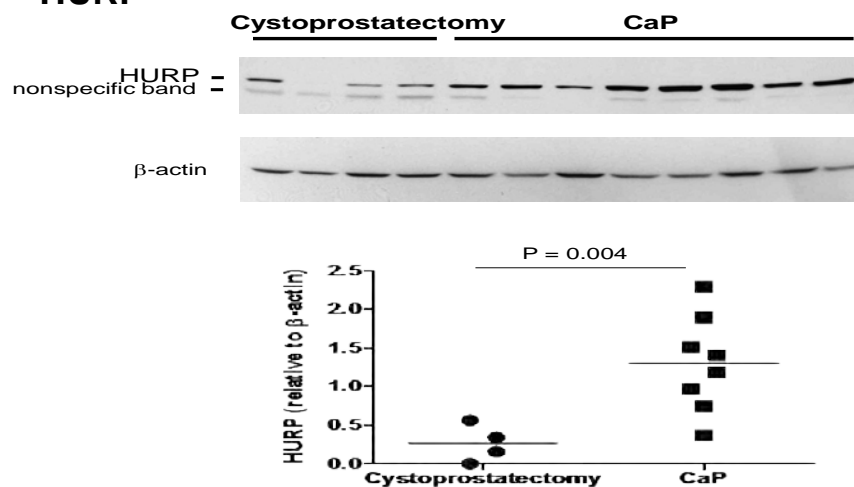 Cystoprostatectomy CaP
HURP
nonspecific band
β-actin
P = 0.004
HURP (relative to β-actin)
2.5
2.0
1.5
1.0
0.5
0.0
Cystoprostatectomy CaP